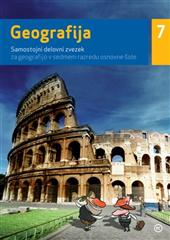 Geografija 7
Samostojni delovni zvezek
za geografijo v sedmem razredu osnovne šole